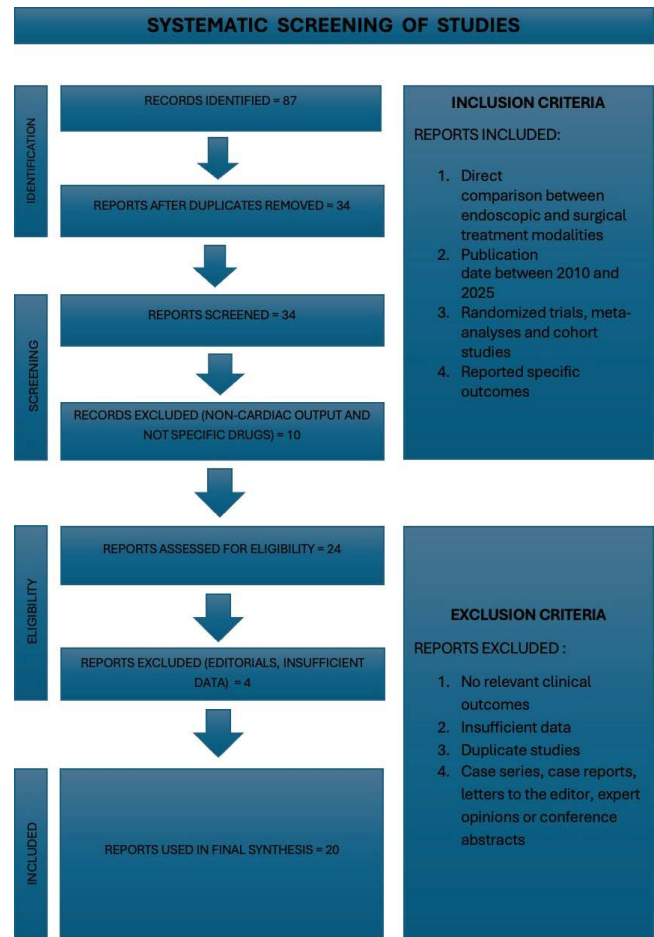 SYSTEMATIC SCREENING OF STUDIES
IDENTIFICATION
RECORDS IDENTIFIED = 87
REPORTS AFTER DUPLICATES REMOVED = 34
SCREENING
REPORTS SCREENED = 34
RECORDS EXCLUDED (NON-CARDIAC OUTPUT AND
NOT SPECIFIC DRUGS) = 10
ELIGIBILITY
REPORTS ASSESSED FOR ELIGIBILITY = 24
REPORTS EXCLUDED (EDITORIALS, INSUFFICIENT
DATA) = 4
INCLUDED
REPORTS USED IN FINAL SYNTHESIS = 20
INCLUSION CRITERIA
REPORTS INCLUDED:
1. Direct
comparison between
endoscopic and surgical
treatment modalities
2. Publication
date between 2010 and
2025
3. Randomized trials, meta-
analyses and cohort
studies
4. Reported specific
outcomes
EXCLUSION CRITERIA
REPORTS EXCLUDED :
1. No relevant clinical
outcomes
2. Insufficient data
3. Duplicate studies
4. Case series, case reports,
letters to the editor, expert
opinions or conference
abstracts